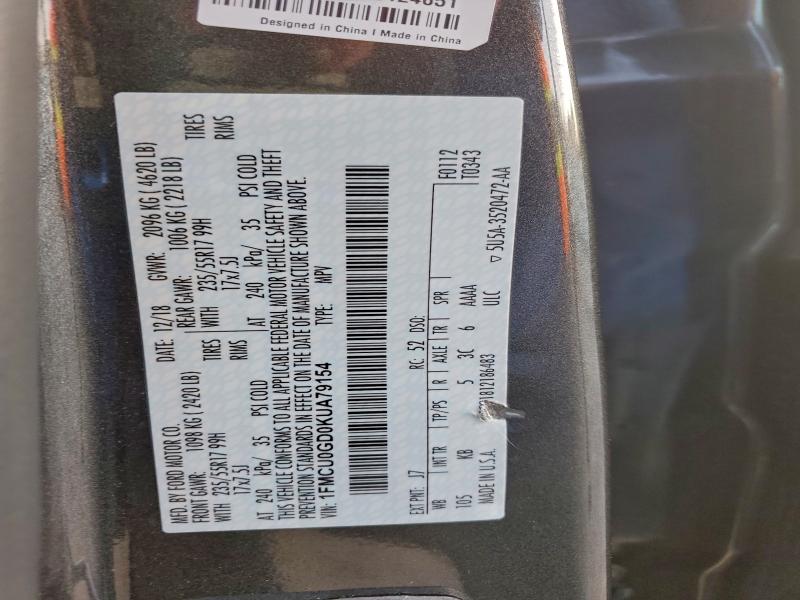 24651
Designed in China I Made in China
MFD. BY FORD MOTOR CO. DATE: 12/18 GVWR: 2096 KG ( 4620 LB)
FRONT GAWR: 1098 KG ( 2420 LB) REAR GAWR: 1006 KG ( 2218 LB)
WITH 235/55R17 99H TIRES WITH 235/55R17 99H TIRES
17x7.5J RIMS 17x7.5J RIMS
AT 240 kPa/ 35 PSI COLD AT 240 kPa/ 35 PSI COLD
THIS VEHICLE CONFORMS TO ALL APPLICABLE FEDERAL MOTOR VEHICLE SAFETY AND THEFT
PREVENTION STANDARDS IN EFFECT ON THE DATE OF MANUFACTURE SHOWN ABOVE.
VIN: 1FMCU0GD0KUA79154 TYPE: MPV
EXT PNT: J7 RC: 52 DSO: F0112
WB INT TR TP/PS R AXLE TR SPR T0343
105 KB 5 3C 6 AAAA
ULC ▽ 5U5A-3520472-AA
MADE IN U.S.A. 1812186483